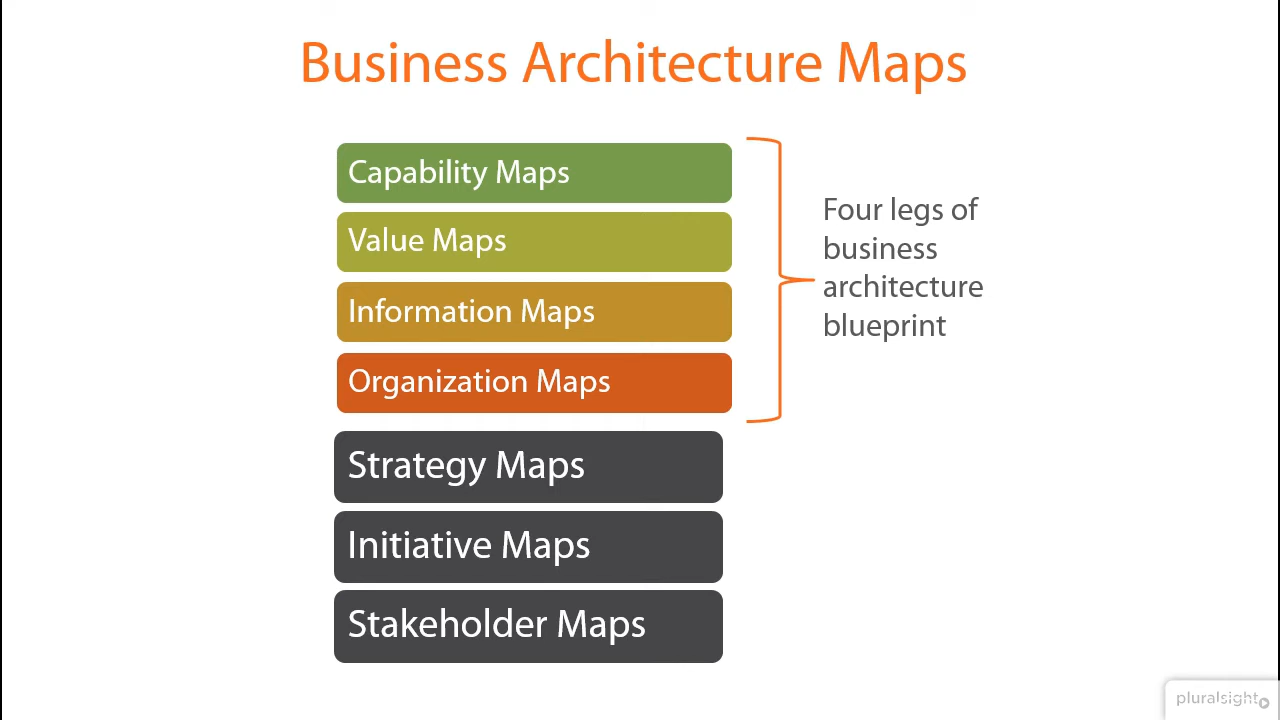 Business Architecture Maps
Capability Maps
Value Maps
Information Maps
Organization Maps
Four legs of
business
architecture
blueprint
Strategy Maps
Initiative Maps
Stakeholder Maps
pluralsight